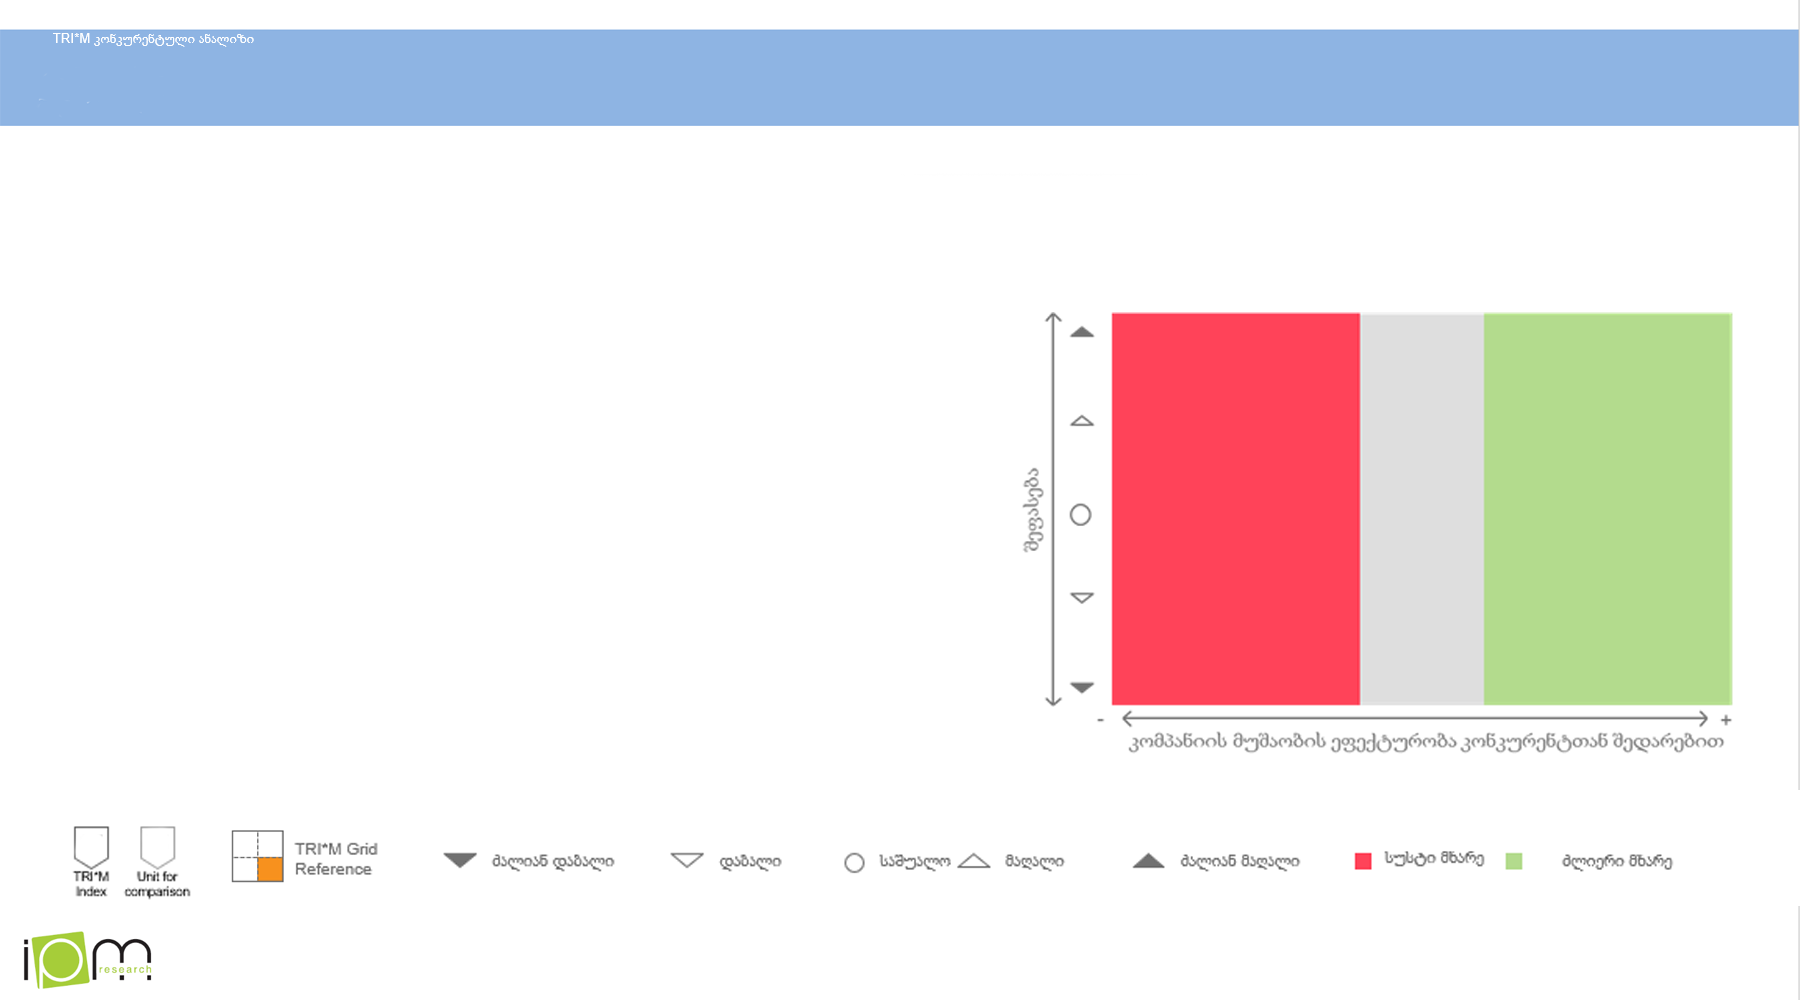 TRI*M კონკურენტული ანალიზი
შეფასება
- +
კომპანიის მუშაობის ეფექტურობა კონკურენტთან შედარებით
TRI*M
Index
Unit for
comparison
TRI*M Grid
Reference
ძალიან დაბალი
დაბალი
საშუალო
მაღალი
ძალიან მაღალი
სუსტი მხარე
ძლიერი მხარე
ipm
research